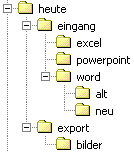 heute
eingang
excel
powerpoint
word
alt
neu
export
bilder